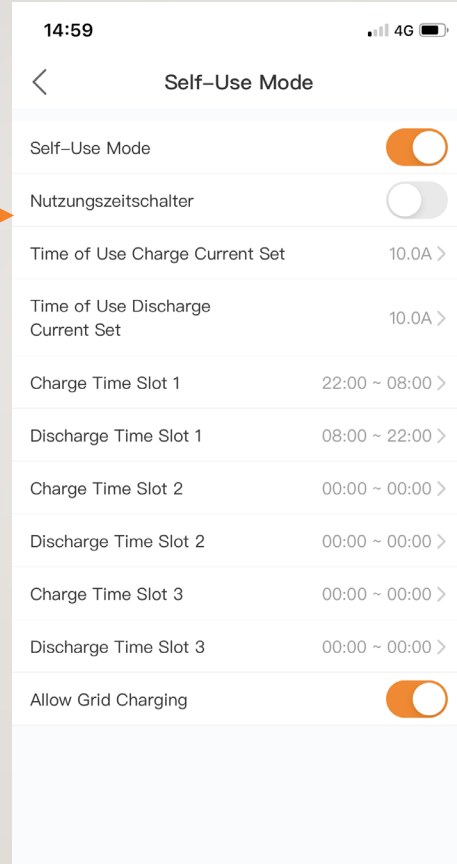 14:59
4G
Self-Use Mode
Self-Use Mode
Nutzungszeitschalter
Time of Use Charge Current Set 10.0A
Time of Use Discharge
Current Set 10.0A
Charge Time Slot 1 22:00 ~ 08:00
Discharge Time Slot 1 08:00 ~ 22:00
Charge Time Slot 2 00:00 ~ 00:00
Discharge Time Slot 2 00:00 ~ 00:00
Charge Time Slot 3 00:00 ~ 00:00
Discharge Time Slot 3 00:00 ~ 00:00
Allow Grid Charging